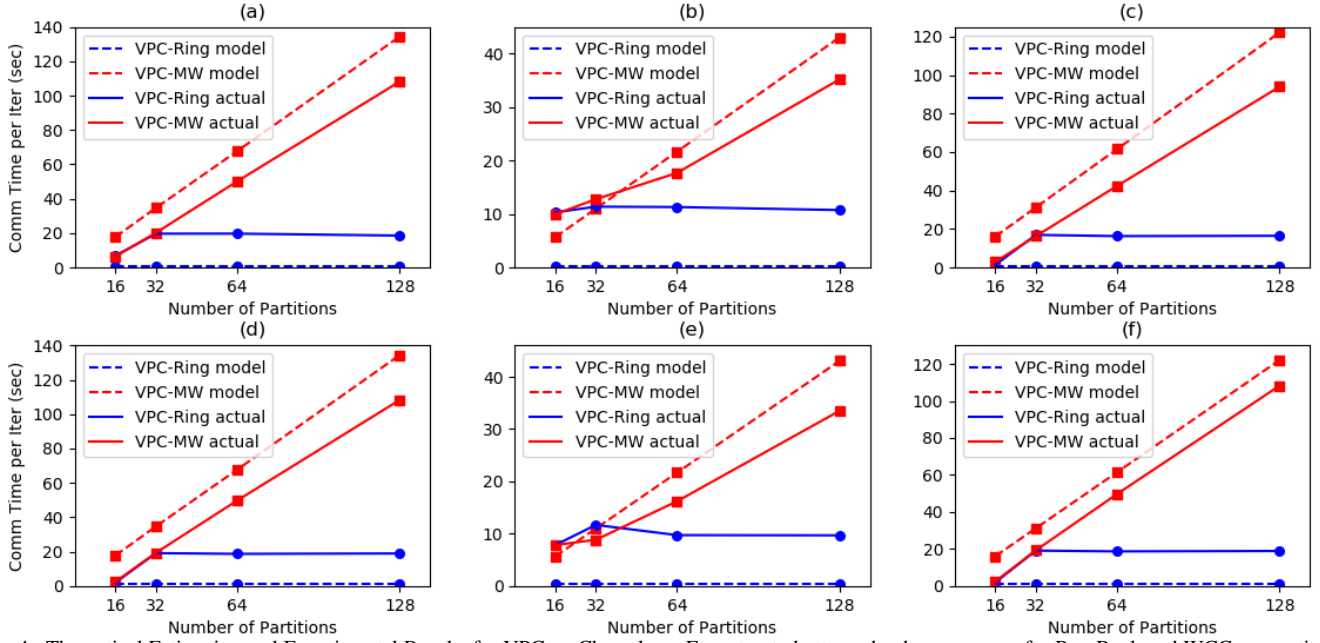 (a)
Comm Time per Iter (sec)
140
120
100
80
60
40
20
0
VPC-Ring model
VPC-MW model
VPC-Ring actual
VPC-MW actual
16 32 64 128
Number of Partitions
(b)
40
30
20
10
0
VPC-Ring model
VPC-MW model
VPC-Ring actual
VPC-MW actual
16 32 64 128
Number of Partitions
(c)
120
100
80
60
40
20
0
VPC-Ring model
VPC-MW model
VPC-Ring actual
VPC-MW actual
16 32 64 128
Number of Partitions
(d)
Comm Time per Iter (sec)
140
120
100
80
60
40
20
0
VPC-Ring model
VPC-MW model
VPC-Ring actual
VPC-MW actual
16 32 64 128
Number of Partitions
(e)
40
30
20
10
0
VPC-Ring model
VPC-MW model
VPC-Ring actual
VPC-MW actual
16 32 64 128
Number of Partitions
(f)
120
100
80
60
40
20
0
VPC-Ring model
VPC-MW model
VPC-Ring actual
VPC-MW actual
16 32 64 128
Number of Partitions